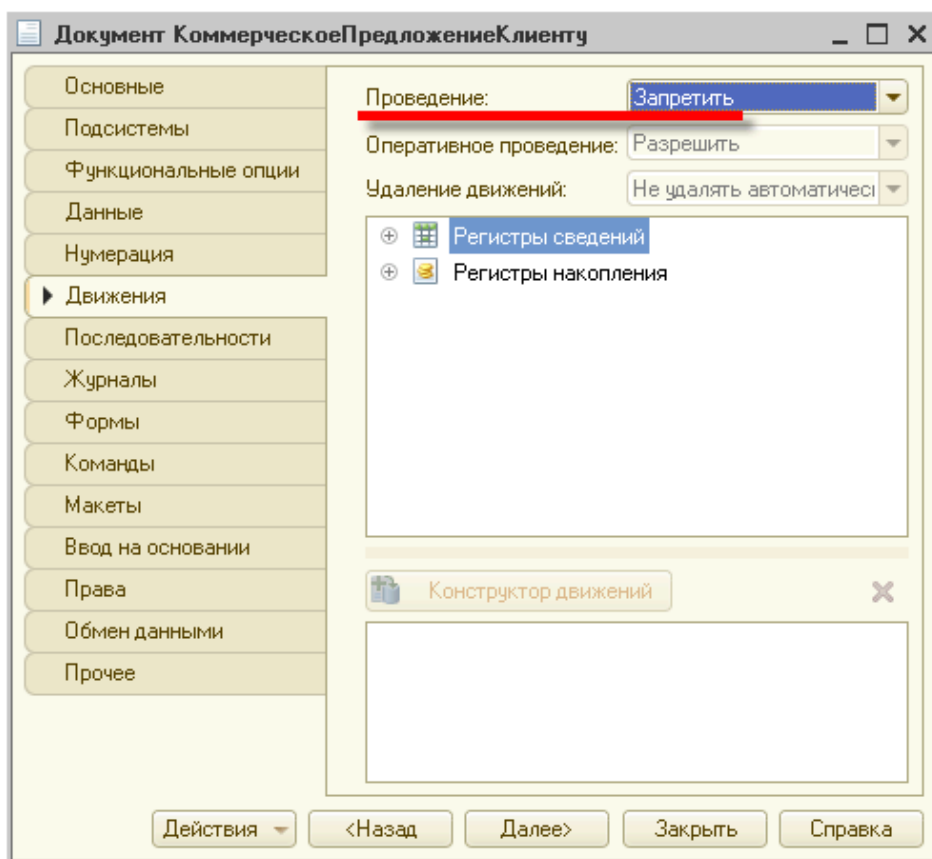 Документ КоммерческоеПредложениеКлиенту
Основные
Подсистемы
Функциональные опции
Данные
Нумерация
Движения
Последовательности
Журналы
Формы
Команды
Макеты
Ввод на основании
Права
Обмен данными
Прочее
Проведение: Запретить
Оперативное проведение: Разрешить
Удаление движений: Не удалять автоматичес
Регистры сведений
Регистры накопления
Конструктор движений
Действия <Назад Далее> Закрыть Справка